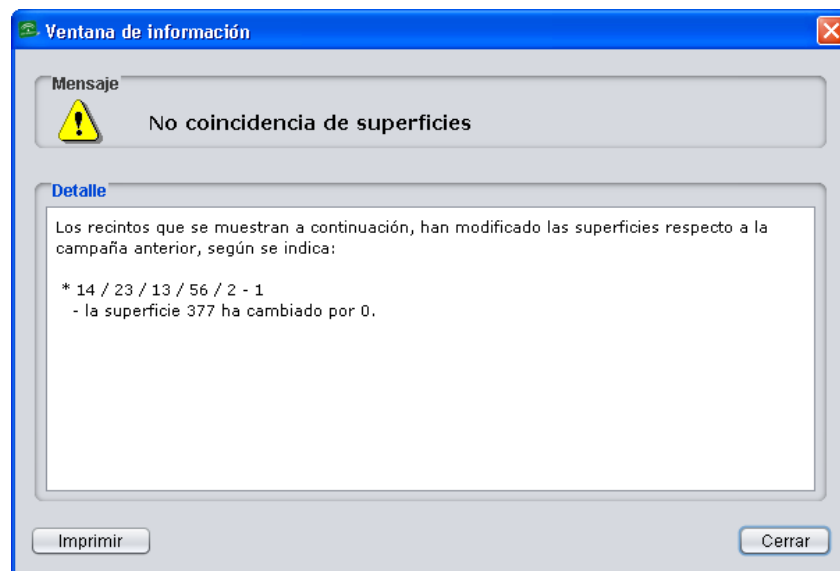 Ventana de información
Mensaje
No coincidencia de superficies
Detalle
Los recintos que se muestran a continuación, han modificado las superficies respecto a la
campaña anterior, según se indica:
* 14 / 23 / 13 / 56 / 2 - 1
- la superficie 377 ha cambiado por 0.
Imprimir
Cerrar